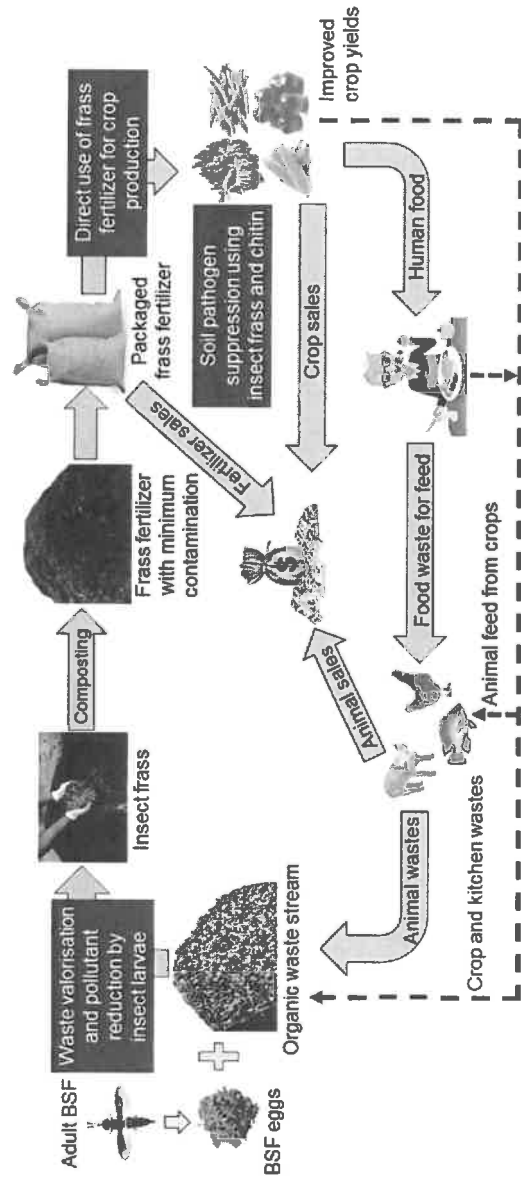 Adult BSF
BSF eggs
Waste valorisation
and pollutant
reduction by
insect larvae
Organic waste stream
Insect frass
Composting
Frass fertilizer
with minimum
contamination
Packaged
frass fertilizer
Direct use of frass
fertilizer for crop
production
Soil pathogen
suppression using
insect frass and chitin
Fertilizer sales
Crop sales
Animal sales
$
Improved
crop yields
Human food
Food waste for feed
Animal feed from crops
Animal wastes
Crop and kitchen wastes